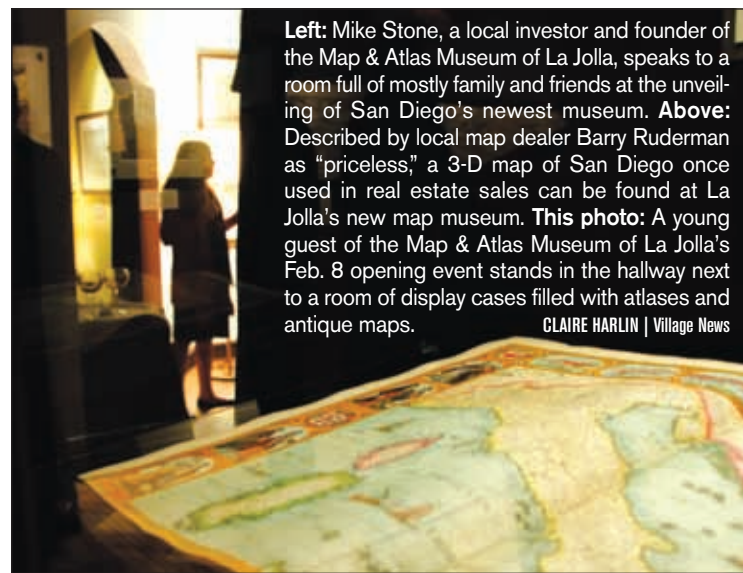 Left: Mike Stone, a local investor and founder of
the Map & Atlas Museum of La Jolla, speaks to a
room full of mostly family and friends at the unveil-
ing of San Diego's newest museum. Above:
Described by local map dealer Barry Ruderman
as “priceless,” a 3-D map of San Diego once
used in real estate sales can be found at La
Jolla's new map museum. This photo: A young
guest of the Map & Atlas Museum of La Jolla's
Feb. 8 opening event stands in the hallway next
to a room of display cases filled with atlases and
antique maps. CLAIRE HARLIN | Village News